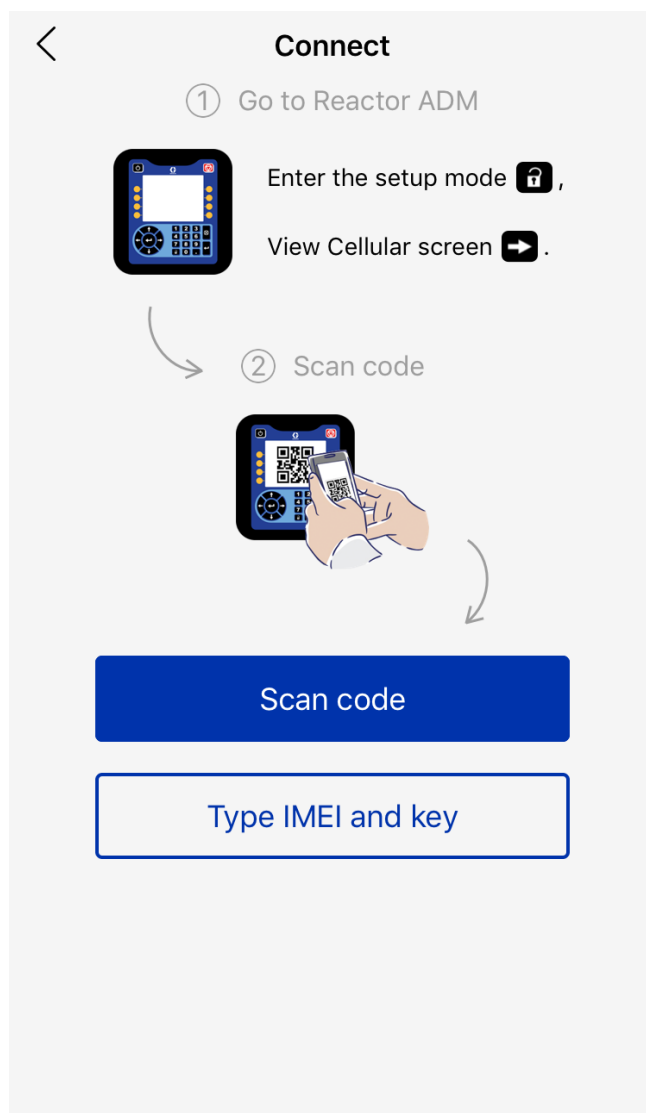 Connect
1 Go to Reactor ADM
Enter the setup mode ,
View Cellular screen .
2 Scan code
Scan code
Type IMEI and key